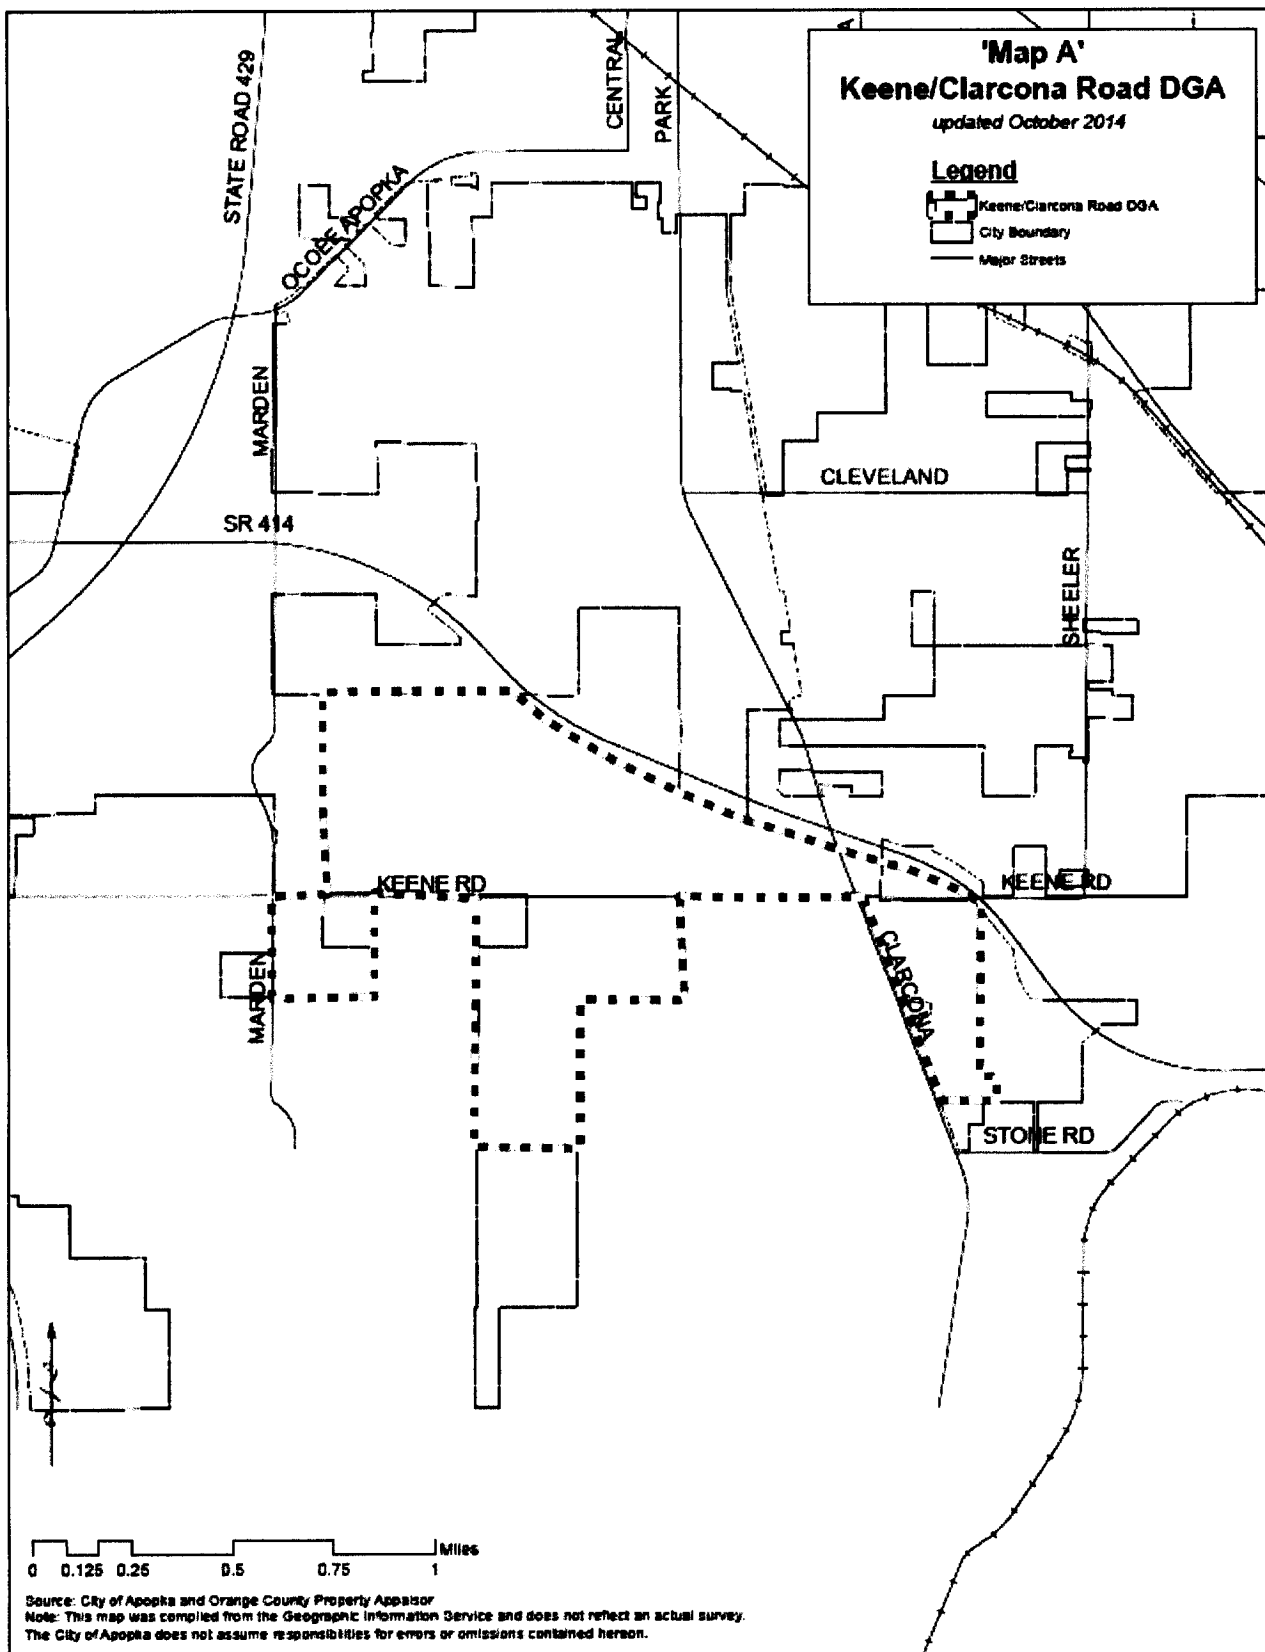 'Map A'
Keene/Clarcona Road DGA
updated October 2014
Legend
Keene/Clarcona Road DGA
City Boundary
Major Streets
STATE ROAD 429
CENTRAL
PARK
A
OCOEE APOPKA
MARDEN
CLEVELAND
SR 414
SHEELER
KEENE RD
KEENE RD
MARDEN
CLARCONA
STONE RD
Miles
0 0.125 0.25 0.5 0.75 1
Source: City of Apopka and Orange County Property Appaisor
Note: This map was compiled from the Geographic Information Service and does not reflect an actual survey.
The City of Apopka does not assume responsibilities for errors or omissions contained hereon.